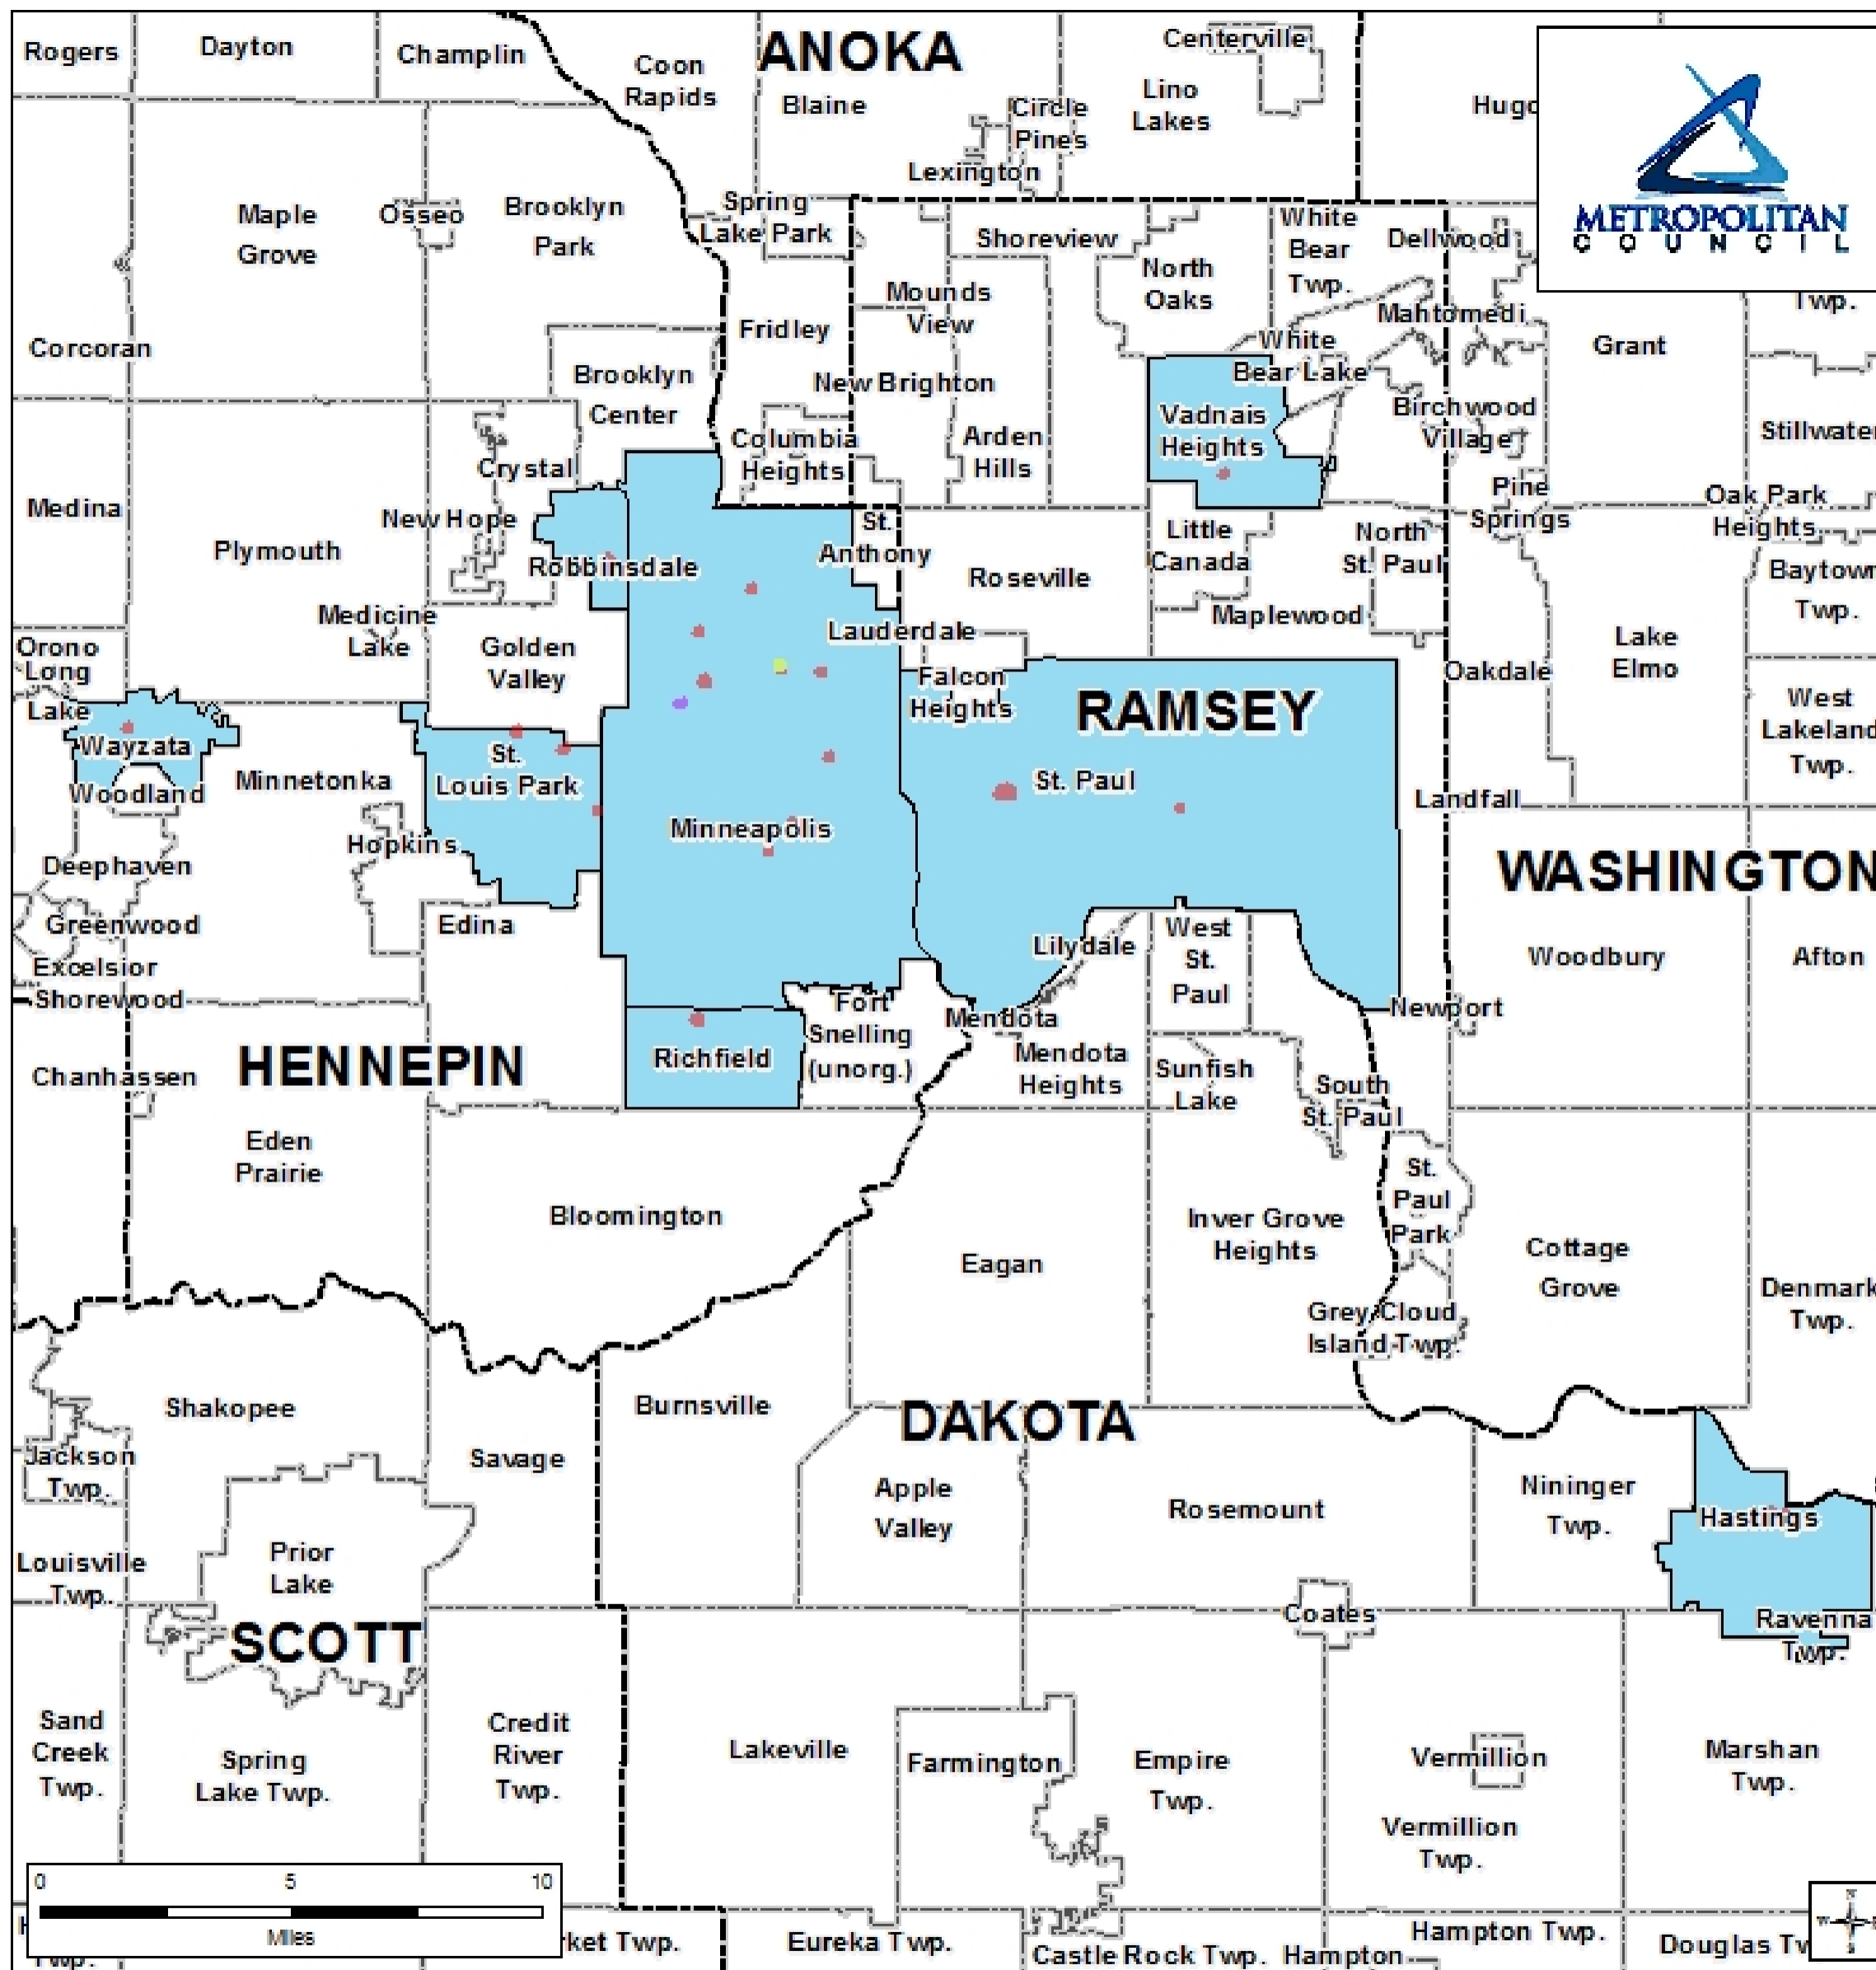 Rogers
Dayton
Champlin
Coon
Rapids
ANOKA
Blaine
Circle
Pines
Lexington
Centerville
Lino
Lakes
METROPOLITAN
COUNCIL
Maple
Grove
Osseo
Brooklyn
Park
Spring
Lake Park
Shoreview
North
Oaks
White
Bear
Twp.
Dellwood
Mounds
View
Mahtomedi
Twp.
Corcoran
Fridley
White
Bear Lake
Grant
Brooklyn
Center
New Brighton
Vadnais
Heights
Birchwood
Village
Columbia
Heights
Arden
Hills
Crystal
Medina
New Hope
Plymouth
Robbinsdale
St.
Anthony
Roseville
Little
Canada
North
St. Paul
Pine
Springs
Oak Park
Heights
Medicine
Lake
Lauderdale
Maplewood
Orono
Long
Lake
Golden
Valley
Falcon
Heights
Oakdale
Lake
Elmo
RAMSEY
West
Lakeland
Twp.
Wayzata
Woodland
Minnetonka
St.
Louis Park
St. Paul
Landfall
Minneapolis
Hopkins
Deephaven
WASHINGTON
Greenwood
Edina
Lilydale
West
St.
Paul
Woodbury
Afton
Excelsior
Shorewood
Fort
Snelling
(unorg.)
Mendota
Newport
Richfield
Mendota
Heights
Sunfish
Lake
HENNEPIN
Chanhassen
South
St. Paul
Eden
Prairie
St.
Paul
Park
Bloomington
Inver Grove
Heights
Eagan
Cottage
Grove
Denmark
Twp.
Grey Cloud
Island Twp.
Shakopee
Burnsville
DAKOTA
Jackson
Twp.
Savage
Apple
Valley
Rosemount
Nininger
Twp.
Hastings
Louisville
Twp.
Prior
Lake
Coates
Ravenna
Twp.
SCOTT
Sand
Creek
Twp.
Spring
Lake Twp.
Credit
River
Twp.
Lakeville
Farmington
Empire
Twp.
Vermillion
Vermillion
Twp.
Marshan
Twp.
0 5 10
Miles
Twp.
Eureka Twp.
Castle Rock Twp.
Hampton
Hampton Twp.
Douglas
N
W
S